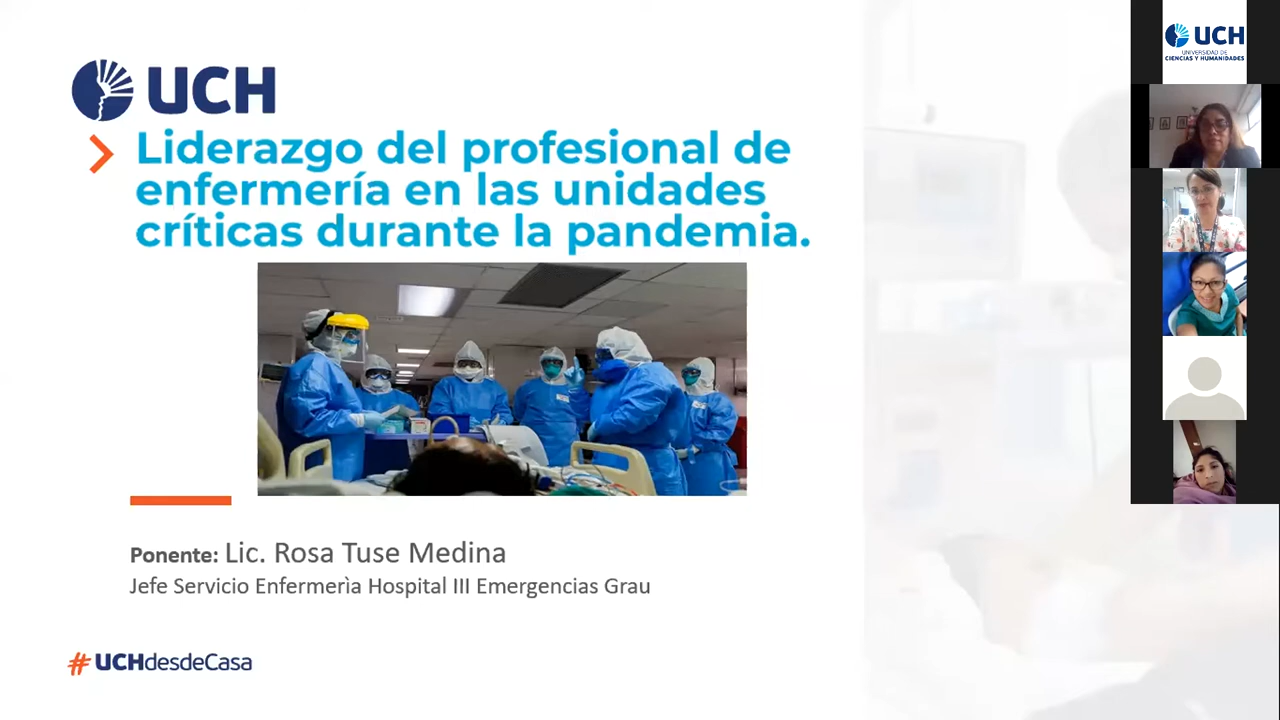 UCH
Liderazgo del profesional de
enfermería en las unidades
críticas durante la pandemia.
Ponente: Lic. Rosa Tuse Medina
Jefe Servicio Enfermerìa Hospital III Emergencias Grau
#UCHdesdeCasa
UCH
UNIVERSIDAD DE
CIENCIAS Y HUMANIDADES